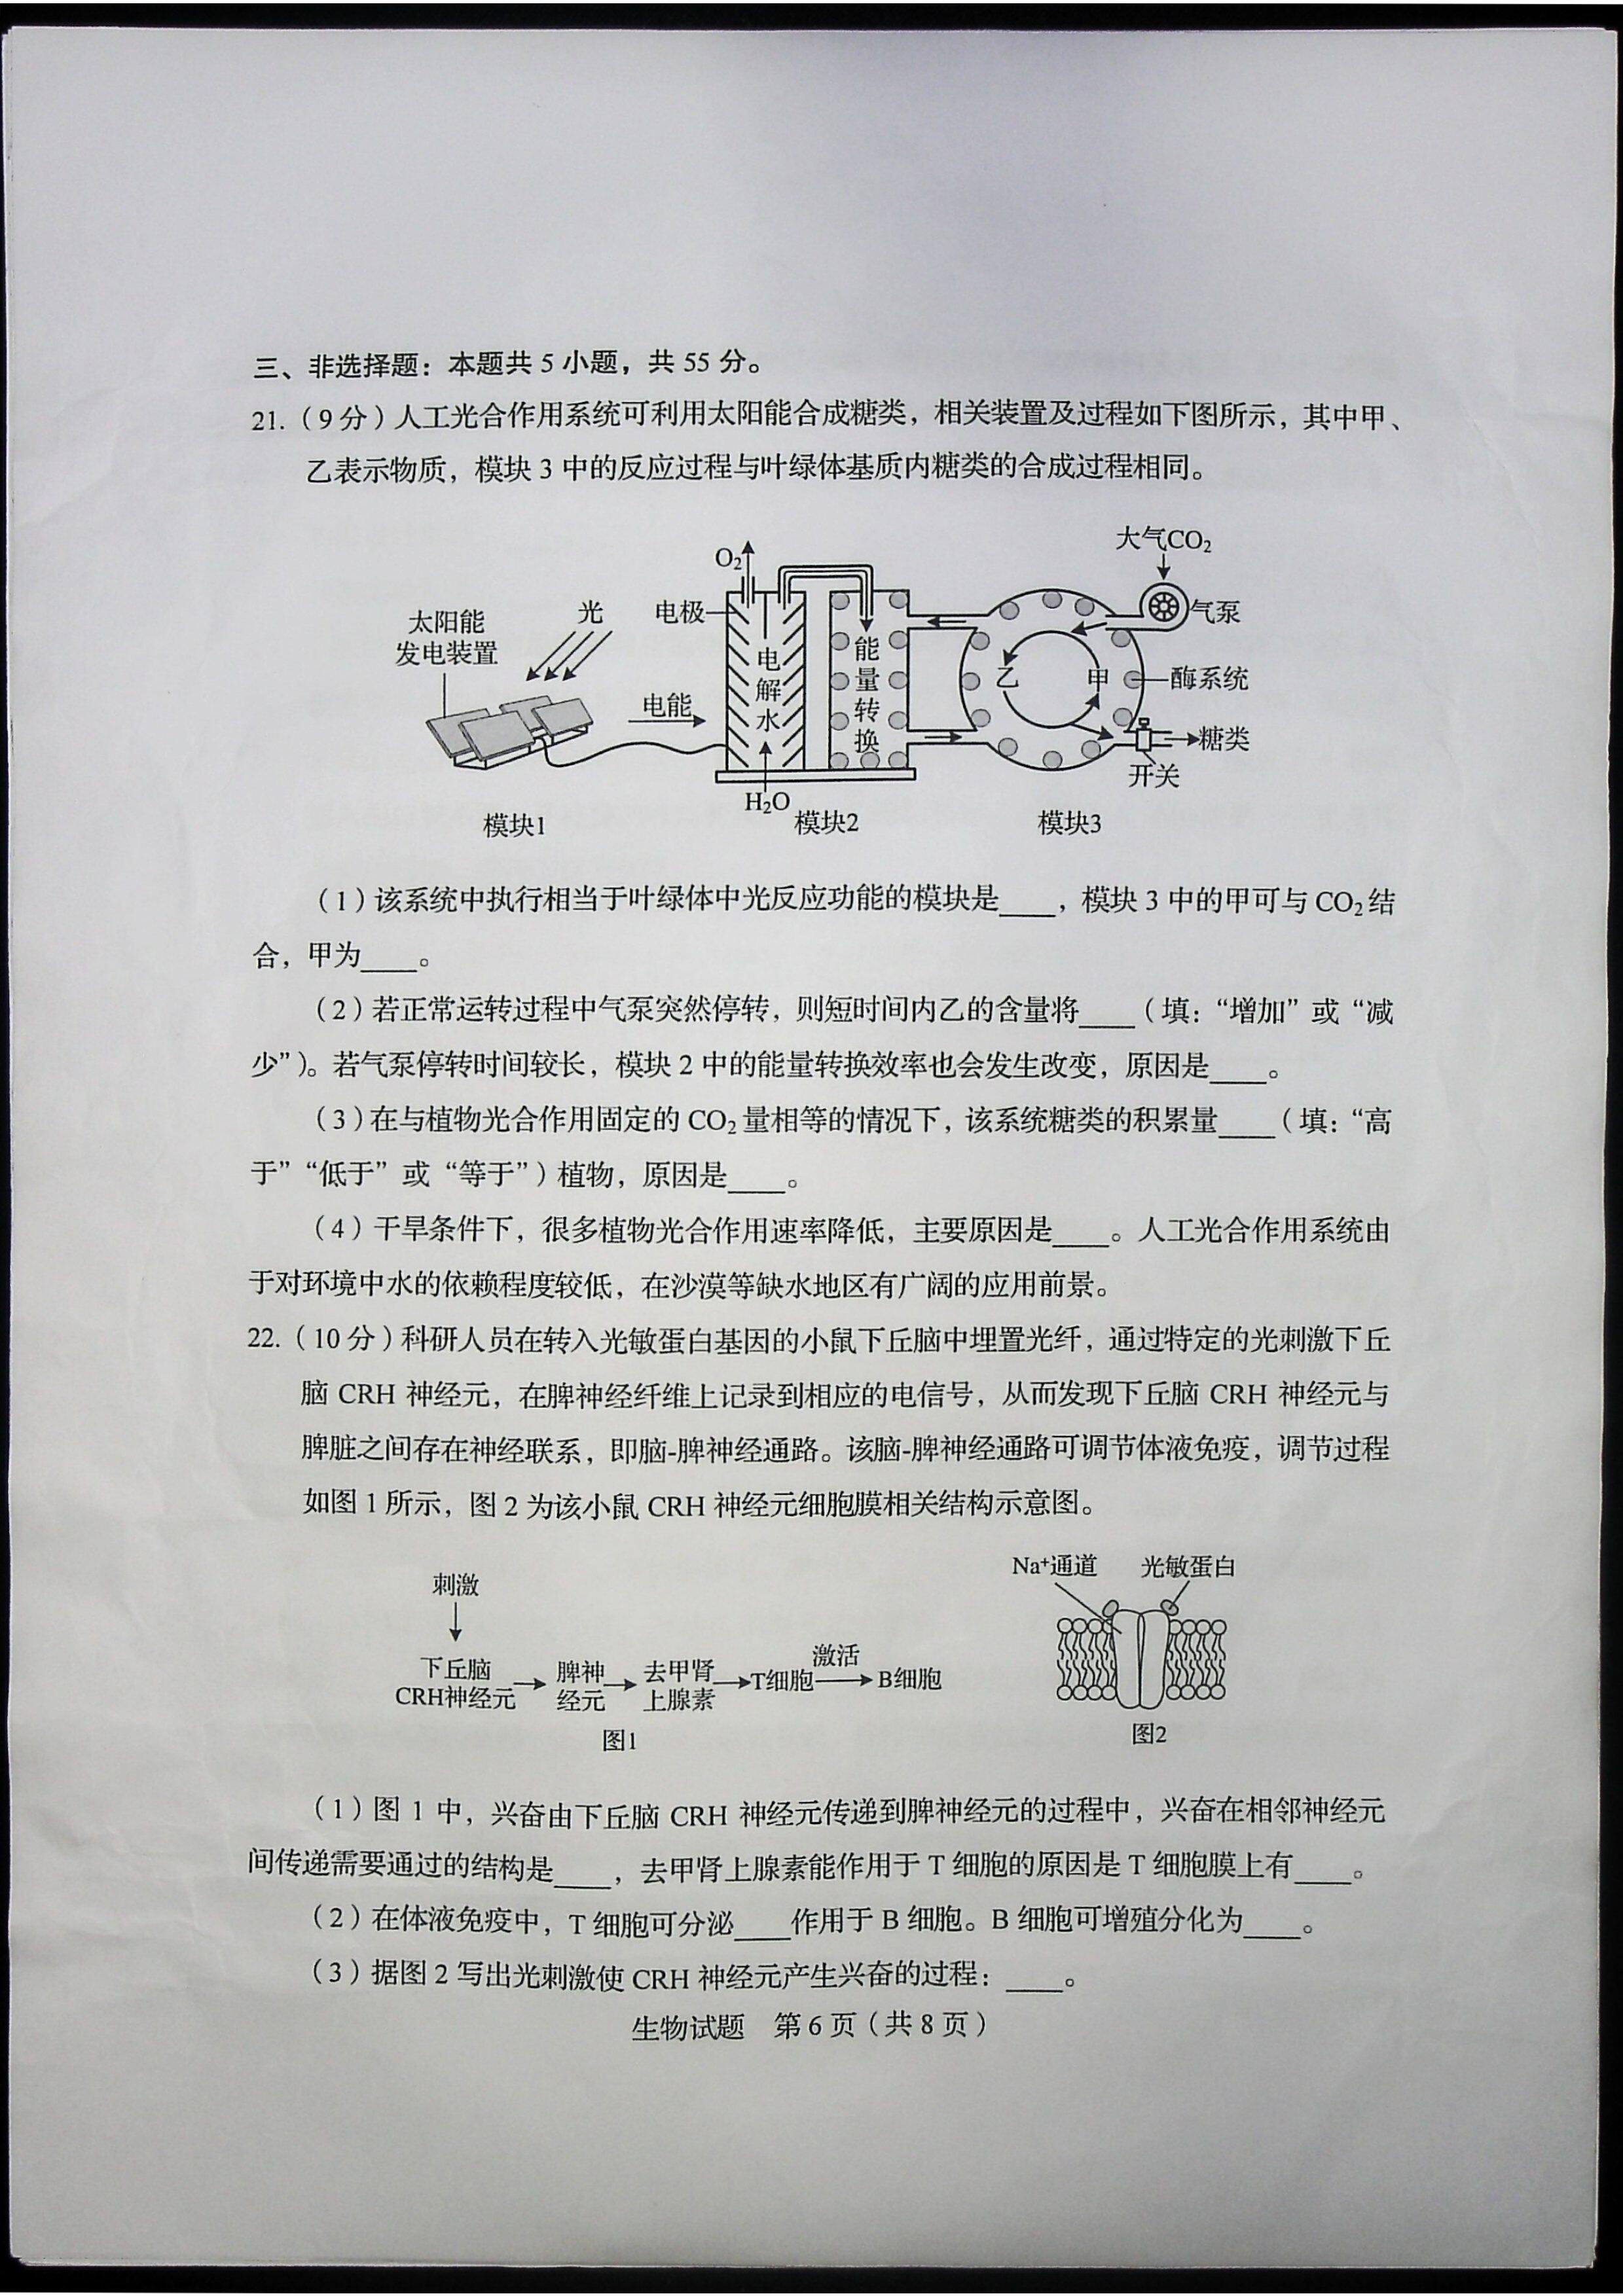 三、非选择题：本题共 5 小题，共 55 分。
21.（9 分）人工光合作用系统可利用太阳能合成糖类，相关装置及过程如下图所示，其中甲、
乙表示物质，模块 3 中的反应过程与叶绿体基质内糖类的合成过程相同。
大气CO₂
O₂
太阳能
发电装置
光
电极
气泵
电解水
能量转换
乙
甲
酶系统
电能
糖类
开关
H₂O
模块1
模块2
模块3
（1）该系统中执行相当于叶绿体中光反应功能的模块是____，模块 3 中的甲可与 CO₂ 结
合，甲为____。
（2）若正常运转过程中气泵突然停转，则短时间内乙的含量将____（填：“增加”或“减
少”）。若气泵停转时间较长，模块 2 中的能量转换效率也会发生改变，原因是____。
（3）在与植物光合作用固定的 CO₂ 量相等的情况下，该系统糖类的积累量____（填：“高
于”“低于”或“等于”）植物，原因是____。
（4）干旱条件下，很多植物光合作用速率降低，主要原因是____。人工光合作用系统由
于对环境中水的依赖程度较低，在沙漠等缺水地区有广阔的应用前景。
22.（10 分）科研人员在转入光敏蛋白基因的小鼠下丘脑中埋置光纤，通过特定的光刺激下丘
脑 CRH 神经元，在脾神经纤维上记录到相应的电信号，从而发现下丘脑 CRH 神经元与
脾脏之间存在神经联系，即脑-脾神经通路。该脑-脾神经通路可调节体液免疫，调节过程
如图 1 所示，图 2 为该小鼠 CRH 神经元细胞膜相关结构示意图。
Na⁺通道
光敏蛋白
刺激
下丘脑
CRH神经元
脾神
经元
去甲肾
上腺素
T细胞
激活
B细胞
图1
图2
（1）图 1 中，兴奋由下丘脑 CRH 神经元传递到脾神经元的过程中，兴奋在相邻神经元
间传递需要通过的结构是____，去甲肾上腺素能作用于 T 细胞的原因是 T 细胞膜上有____。
（2）在体液免疫中，T 细胞可分泌____作用于 B 细胞。B 细胞可增殖分化为____。
（3）据图 2 写出光刺激使 CRH 神经元产生兴奋的过程：____。
生物试题　第 6 页（共 8 页）